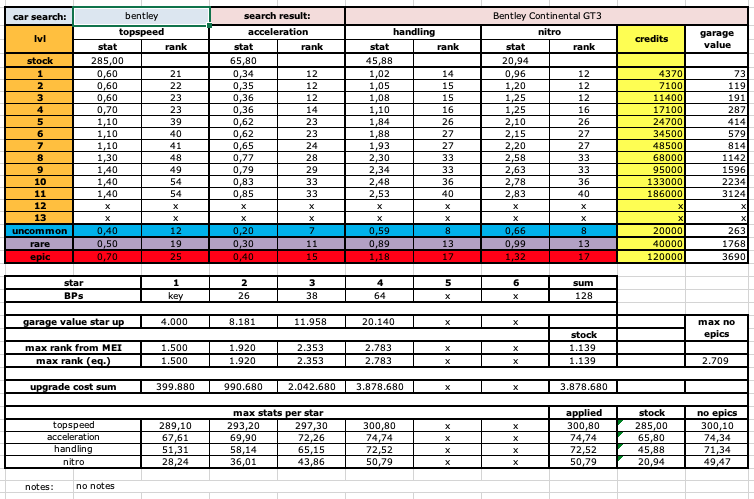 car search: bentley search result: Bentley Continental GT3
lvl topspeed acceleration handling nitro credits garage value
stat rank stat rank stat rank stat rank
stock 285,00 65,80 45,88 20,94
1 0,60 21 0,34 12 1,02 14 0,96 12 4370 73
2 0,60 22 0,35 12 1,05 15 1,20 12 7100 119
3 0,60 23 0,36 12 1,08 15 1,25 12 11400 191
4 0,70 23 0,36 14 1,10 16 1,25 16 17100 287
5 1,10 39 0,62 23 1,84 26 2,10 26 24700 414
6 1,10 40 0,62 23 1,88 27 2,15 27 34500 579
7 1,10 41 0,65 24 1,93 27 2,20 27 48500 814
8 1,30 48 0,77 28 2,30 33 2,58 33 68000 1142
9 1,40 49 0,79 29 2,34 33 2,63 33 95000 1596
10 1,40 54 0,83 33 2,48 36 2,78 36 133000 2234
11 1,40 54 0,85 33 2,53 40 2,83 40 186000 3124
12 x x x x x x x x x x
13 x x x x x x x x x x
uncommon 0,40 12 0,20 7 0,59 8 0,66 8 20000 263
rare 0,50 19 0,30 11 0,89 13 0,99 13 40000 1768
epic 0,70 25 0,40 15 1,18 17 1,32 17 120000 3690
star 1 2 3 4 5 6 sum
BPs key 26 38 64 x x 128
garage value star up 4.000 8.181 11.958 20.140 x x max no epics
stock
max rank from MEI 1.500 1.920 2.353 2.783 x x 1.139
max rank (eq.) 1.500 1.920 2.353 2.783 x x 1.139 2.709
upgrade cost sum 399.880 990.680 2.042.680 3.878.680 x x 3.878.680
max stats per star applied stock no epics
topspeed 289,10 293,20 297,30 300,80 x x 300,80 285,00 300,10
acceleration 67,61 69,90 72,26 74,74 x x 74,74 65,80 74,34
handling 51,31 58,14 65,15 72,52 x x 72,52 45,88 71,34
nitro 28,24 36,01 43,86 50,79 x x 50,79 20,94 49,47
notes: no notes